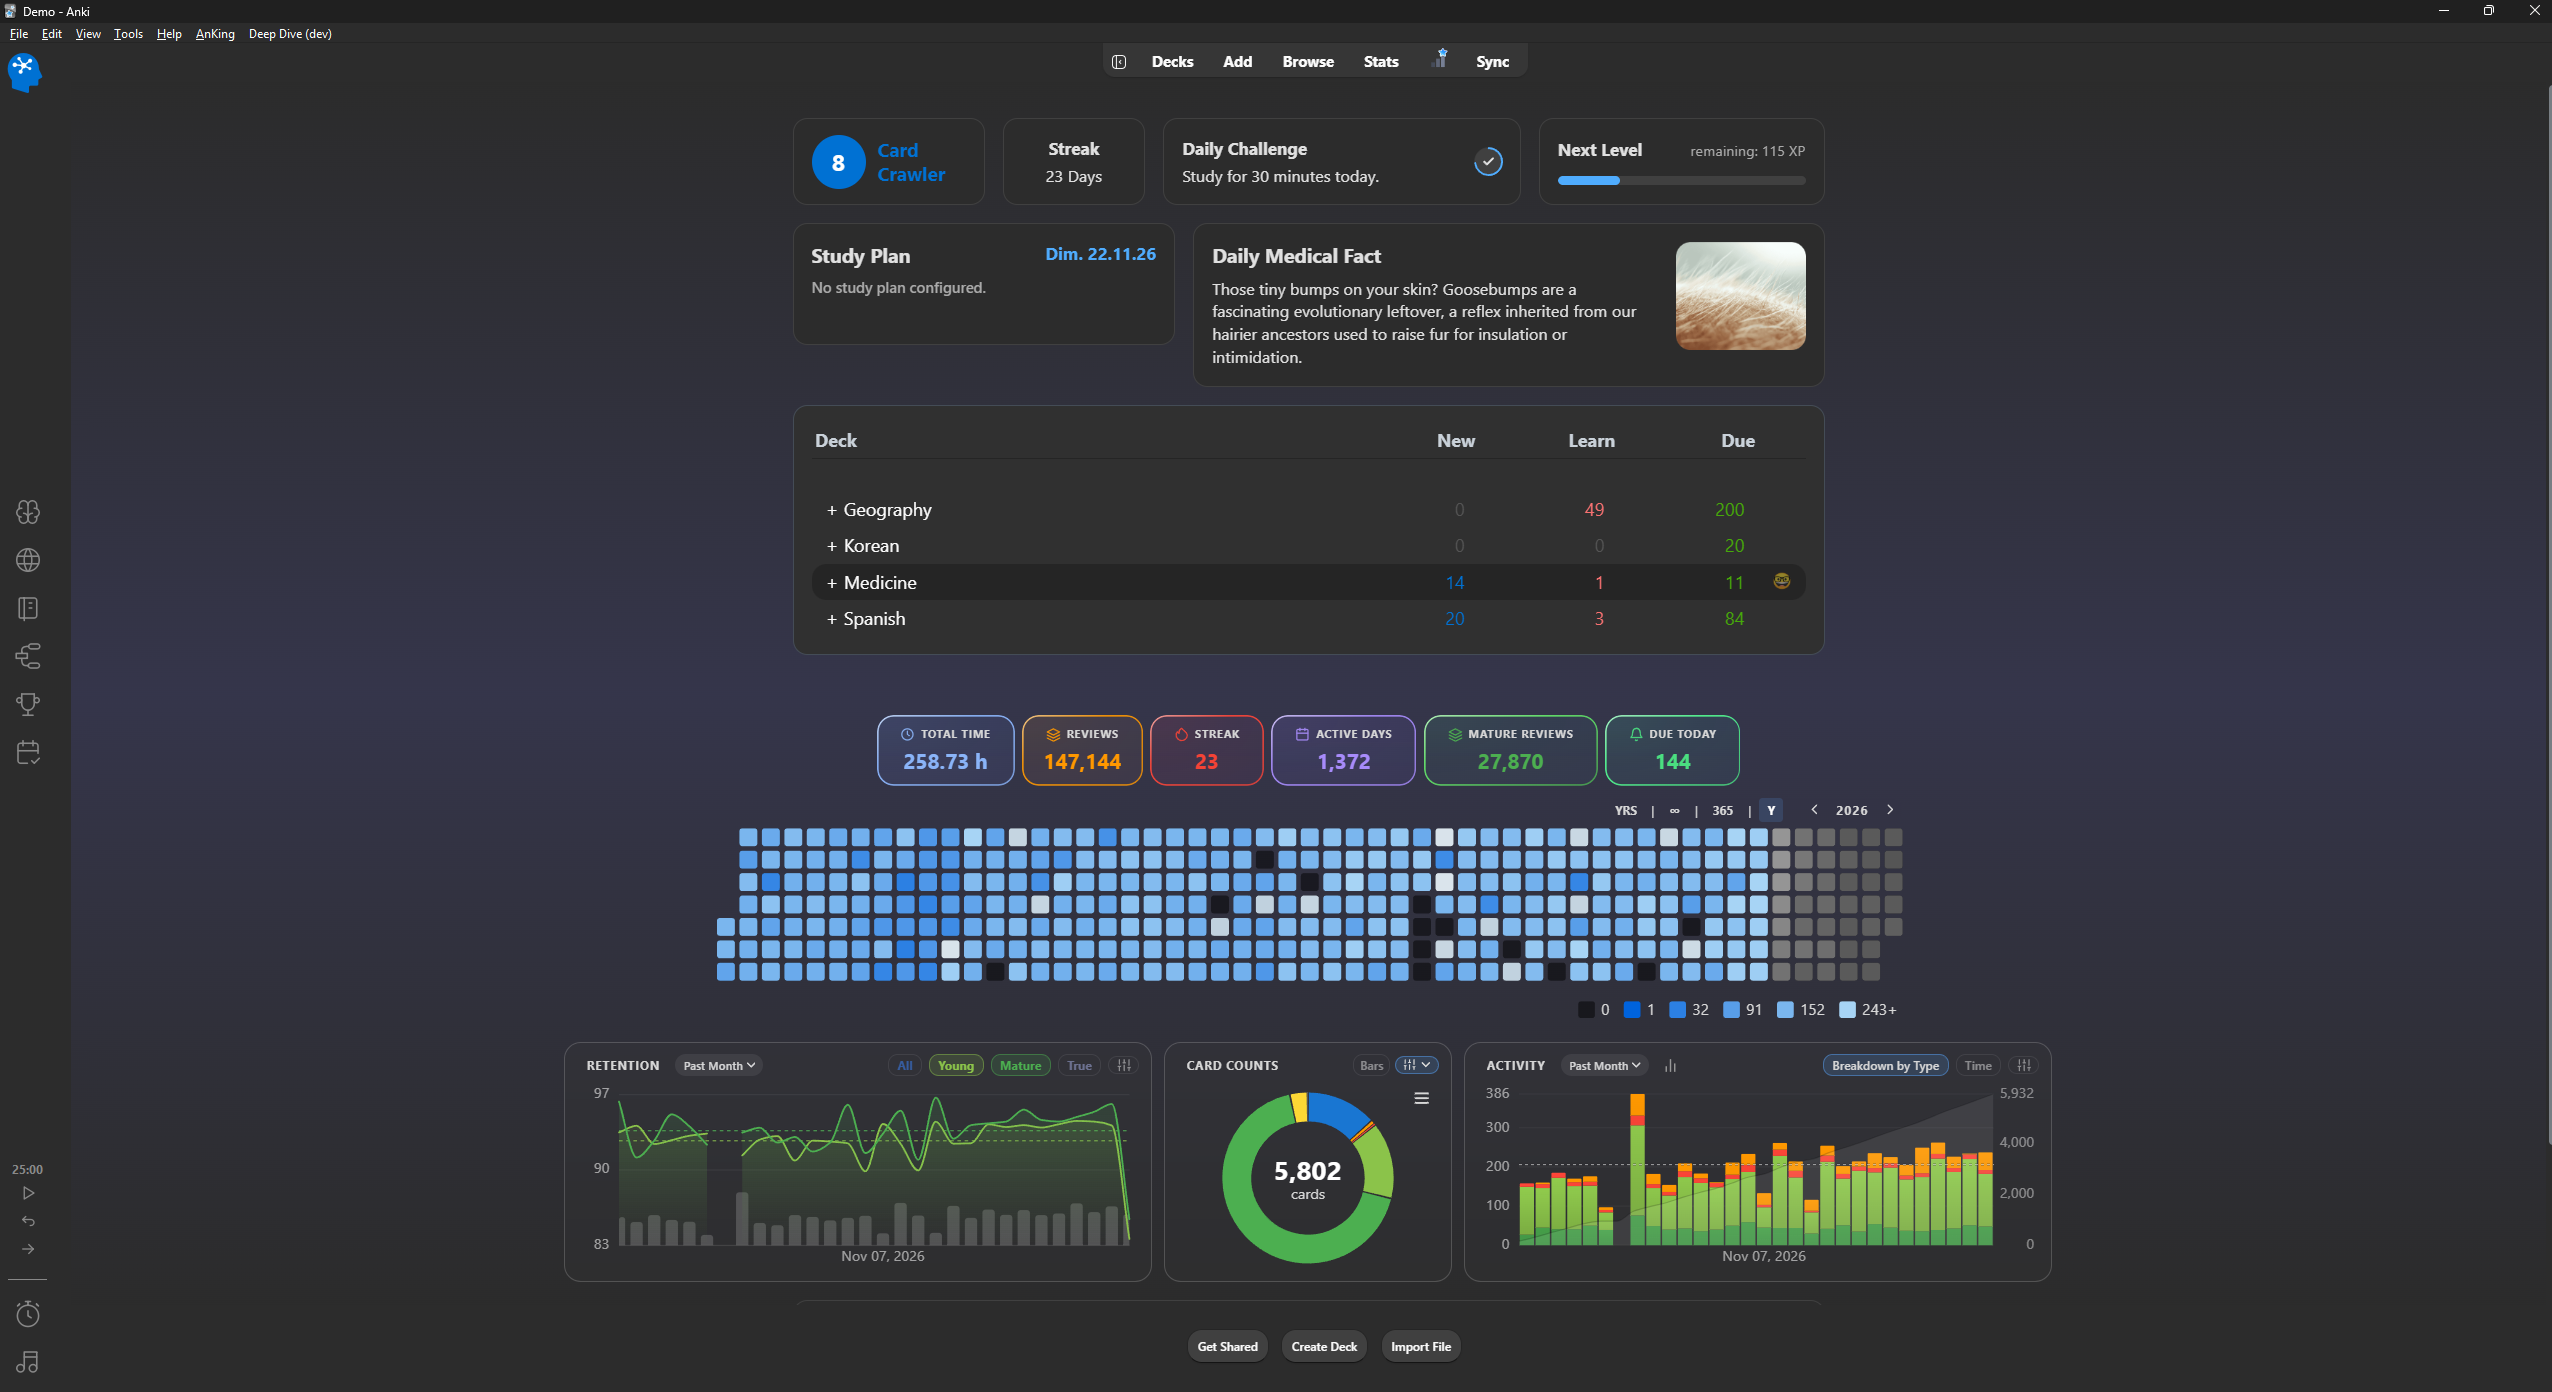 Demo - Anki
File Edit View Tools Help AnKing Deep Dive (dev)
Decks Add Browse Stats Sync
8 Card Crawler
Streak
23 Days
Daily Challenge
Study for 30 minutes today.
Next Level remaining: 115 XP
Study Plan Dim. 22.11.26
No study plan configured.
Daily Medical Fact
Those tiny bumps on your skin? Goosebumps are a
fascinating evolutionary leftover, a reflex inherited from our
hairier ancestors used to raise fur for insulation or
intimidation.
Deck New Learn Due
+ Geography 0 49 200
+ Korean 0 0 20
+ Medicine 14 1 11
+ Spanish 20 3 84
TOTAL TIME
258.73 h
REVIEWS
147,144
STREAK
23
ACTIVE DAYS
1,372
MATURE REVIEWS
27,870
DUE TODAY
144
YRS | ∞ | 365 | Y 2026
0 1 32 91 152 243+
RETENTION Past Month All Young Mature True
97
90
83
Nov 07, 2026
CARD COUNTS Bars
5,802
cards
ACTIVITY Past Month Breakdown by Type Time
386 5,932
300 4,000
200
100 2,000
0 0
Nov 07, 2026
25:00
Get Shared Create Deck Import File